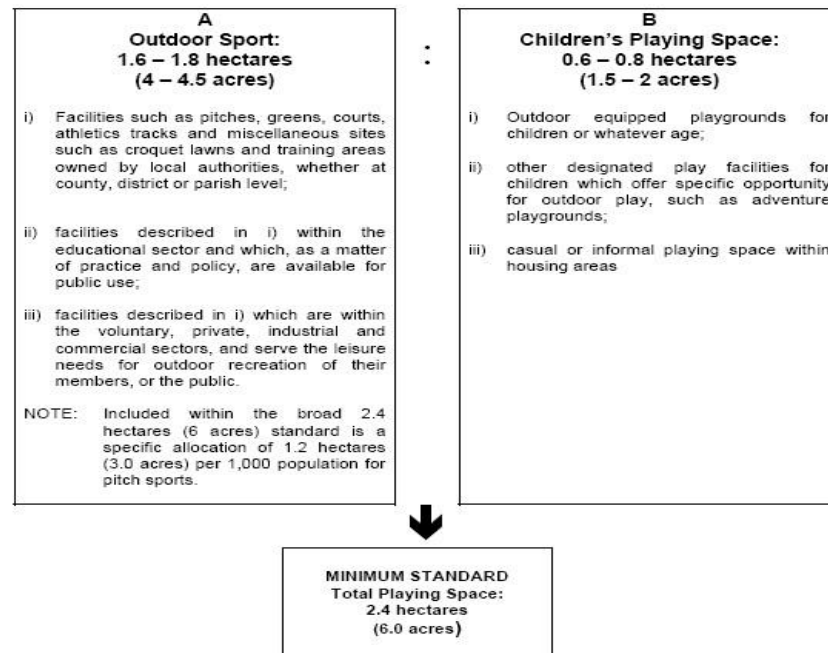 A
Outdoor Sport:
1.6 – 1.8 hectares
(4 – 4.5 acres)
i) Facilities such as pitches, greens, courts,
athletics tracks and miscellaneous sites
such as croquet lawns and training areas
owned by local authorities, whether at
county, district or parish level;
ii) facilities described in i) within the
educational sector and which, as a matter
of practice and policy, are available for
public use;
iii) facilities described in i) which are within
the voluntary, private, industrial and
commercial sectors, and serve the leisure
needs for outdoor recreation of their
members, or the public.
NOTE: Included within the broad 2.4
hectares (6 acres) standard is a
specific allocation of 1.2 hectares
(3.0 acres) per 1,000 population for
pitch sports.
:
B
Children's Playing Space:
0.6 – 0.8 hectares
(1.5 – 2 acres)
i) Outdoor equipped playgrounds for
children or whatever age;
ii) other designated play facilities for
children which offer specific opportunity
for outdoor play, such as adventure
playgrounds;
iii) casual or informal playing space within
housing areas
MINIMUM STANDARD
Total Playing Space:
2.4 hectares
(6.0 acres)